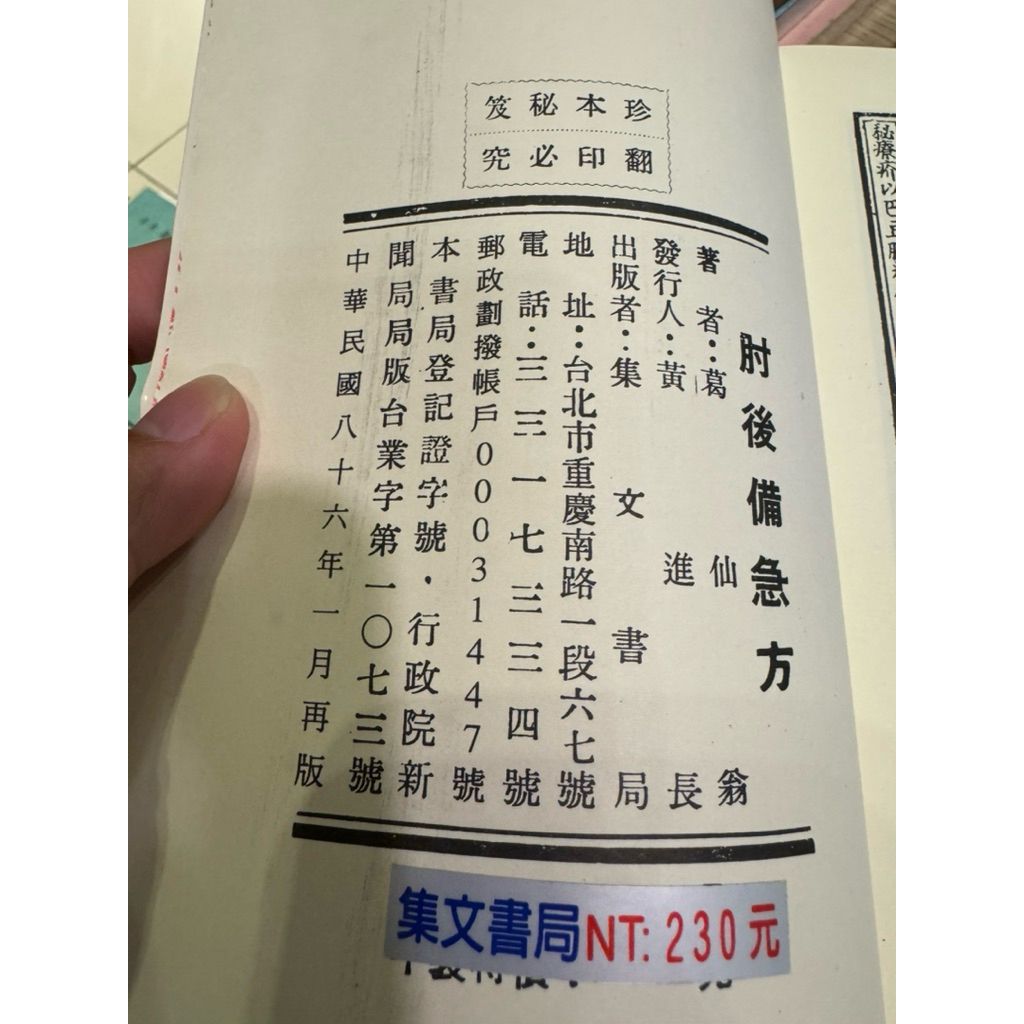 珍本秘笈
翻印必究
肘後備急方
著者：葛仙翁
發行人：黃進長
出版者：集文書局
地址：台北市重慶南路一段六七號
電話：三三一七三三四號
郵政劃撥帳戶00031447號
本書局登記證字號．行政院新
聞局局版台業字第一〇七三號
中華民國八十六年一月再版
集文書局NT: 230元
秘療瘧以巴豆